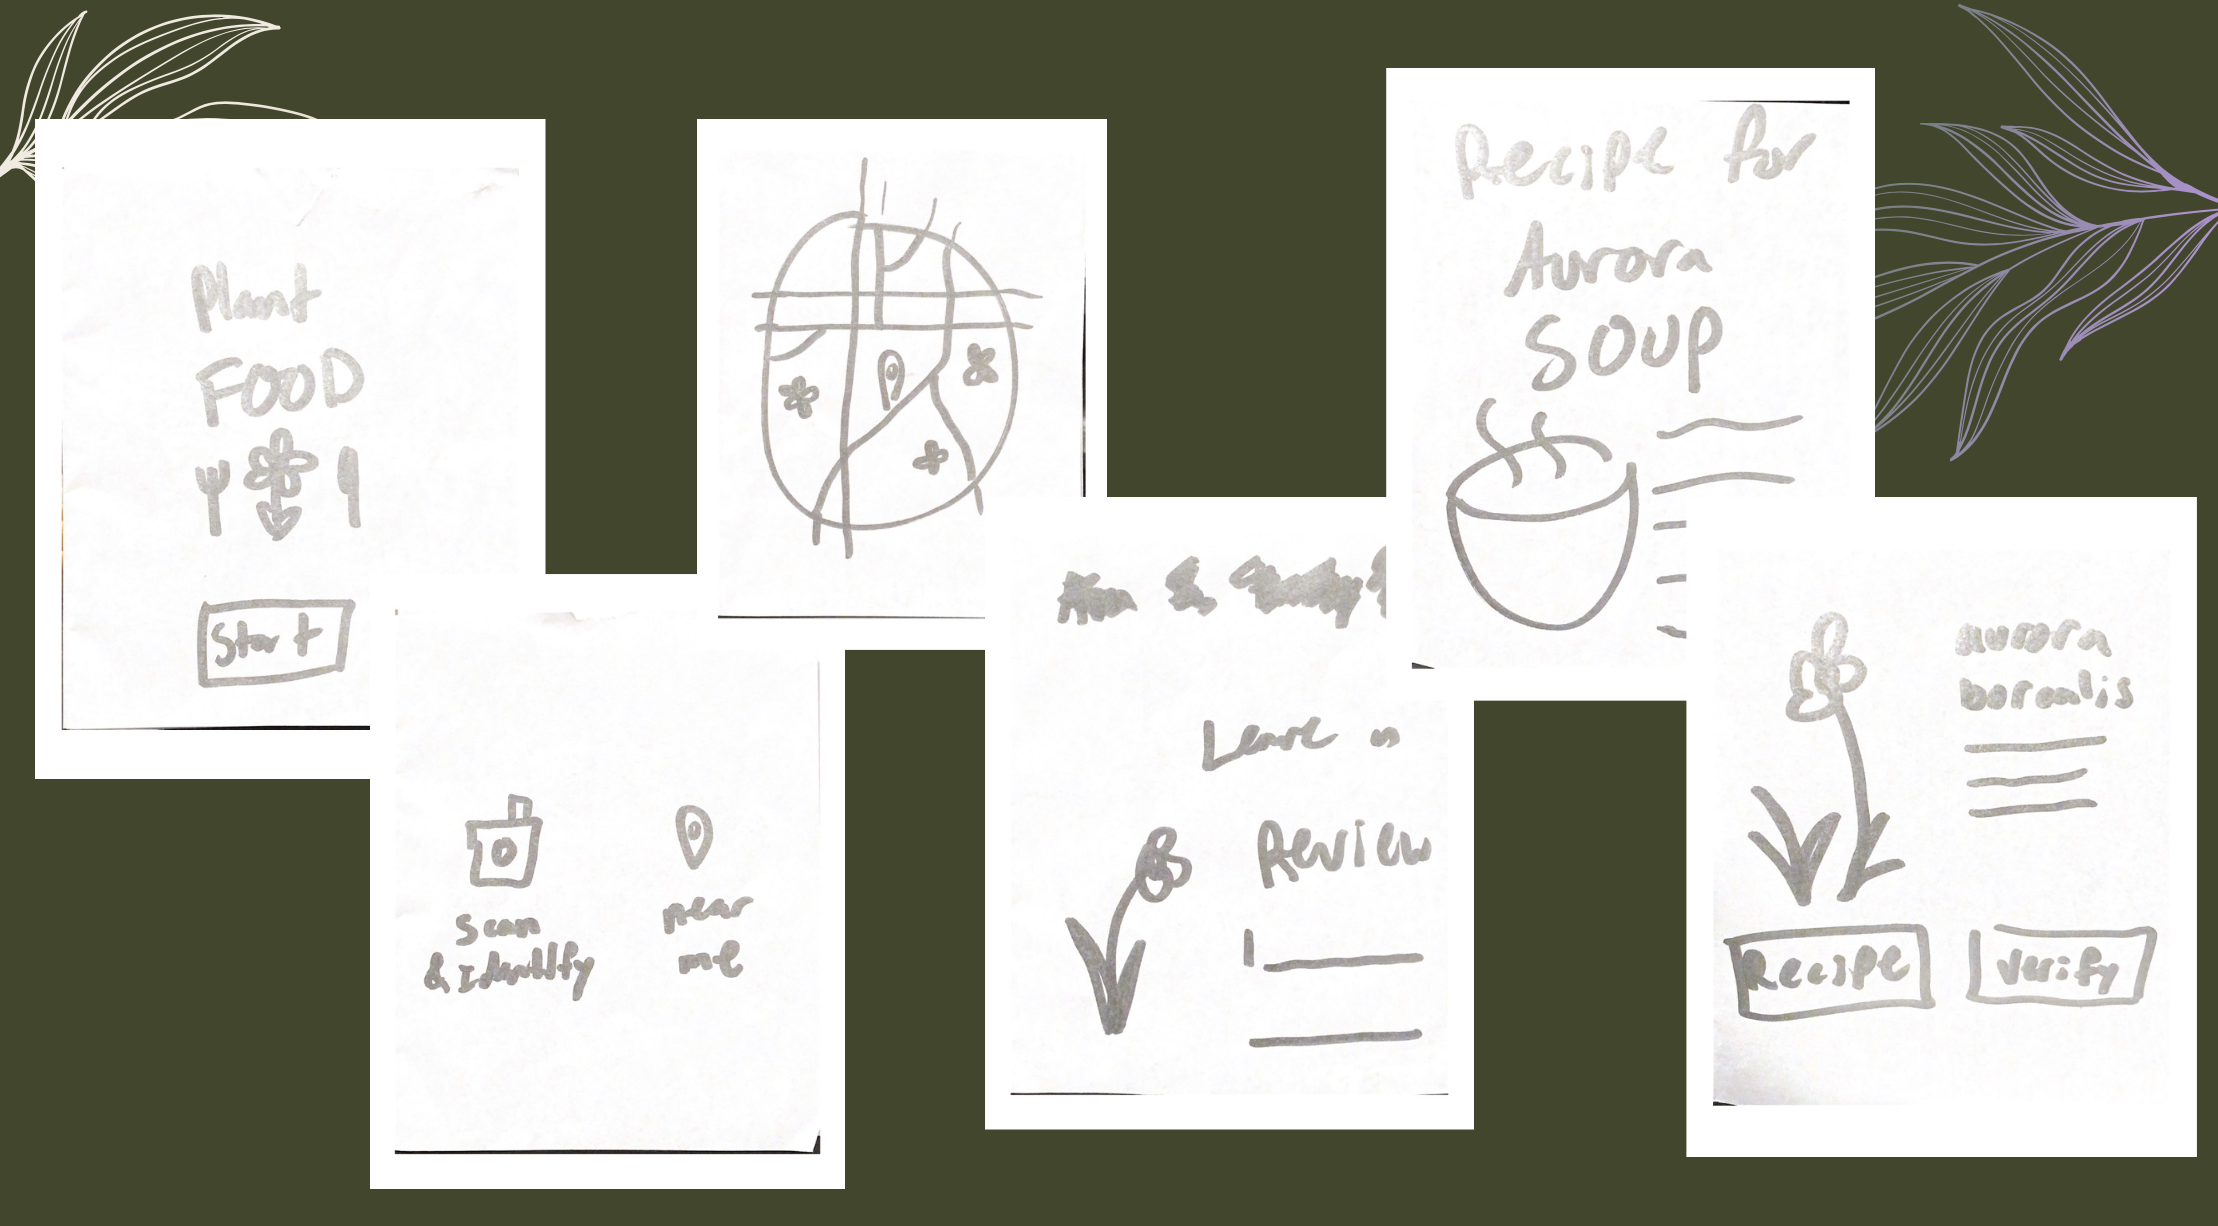 Plant
FOOD
Start
scan
& Identify
near
me
Leave a
Review
Recipe for
Aurora
SOUP
aurora
borealis
Recipe
verify